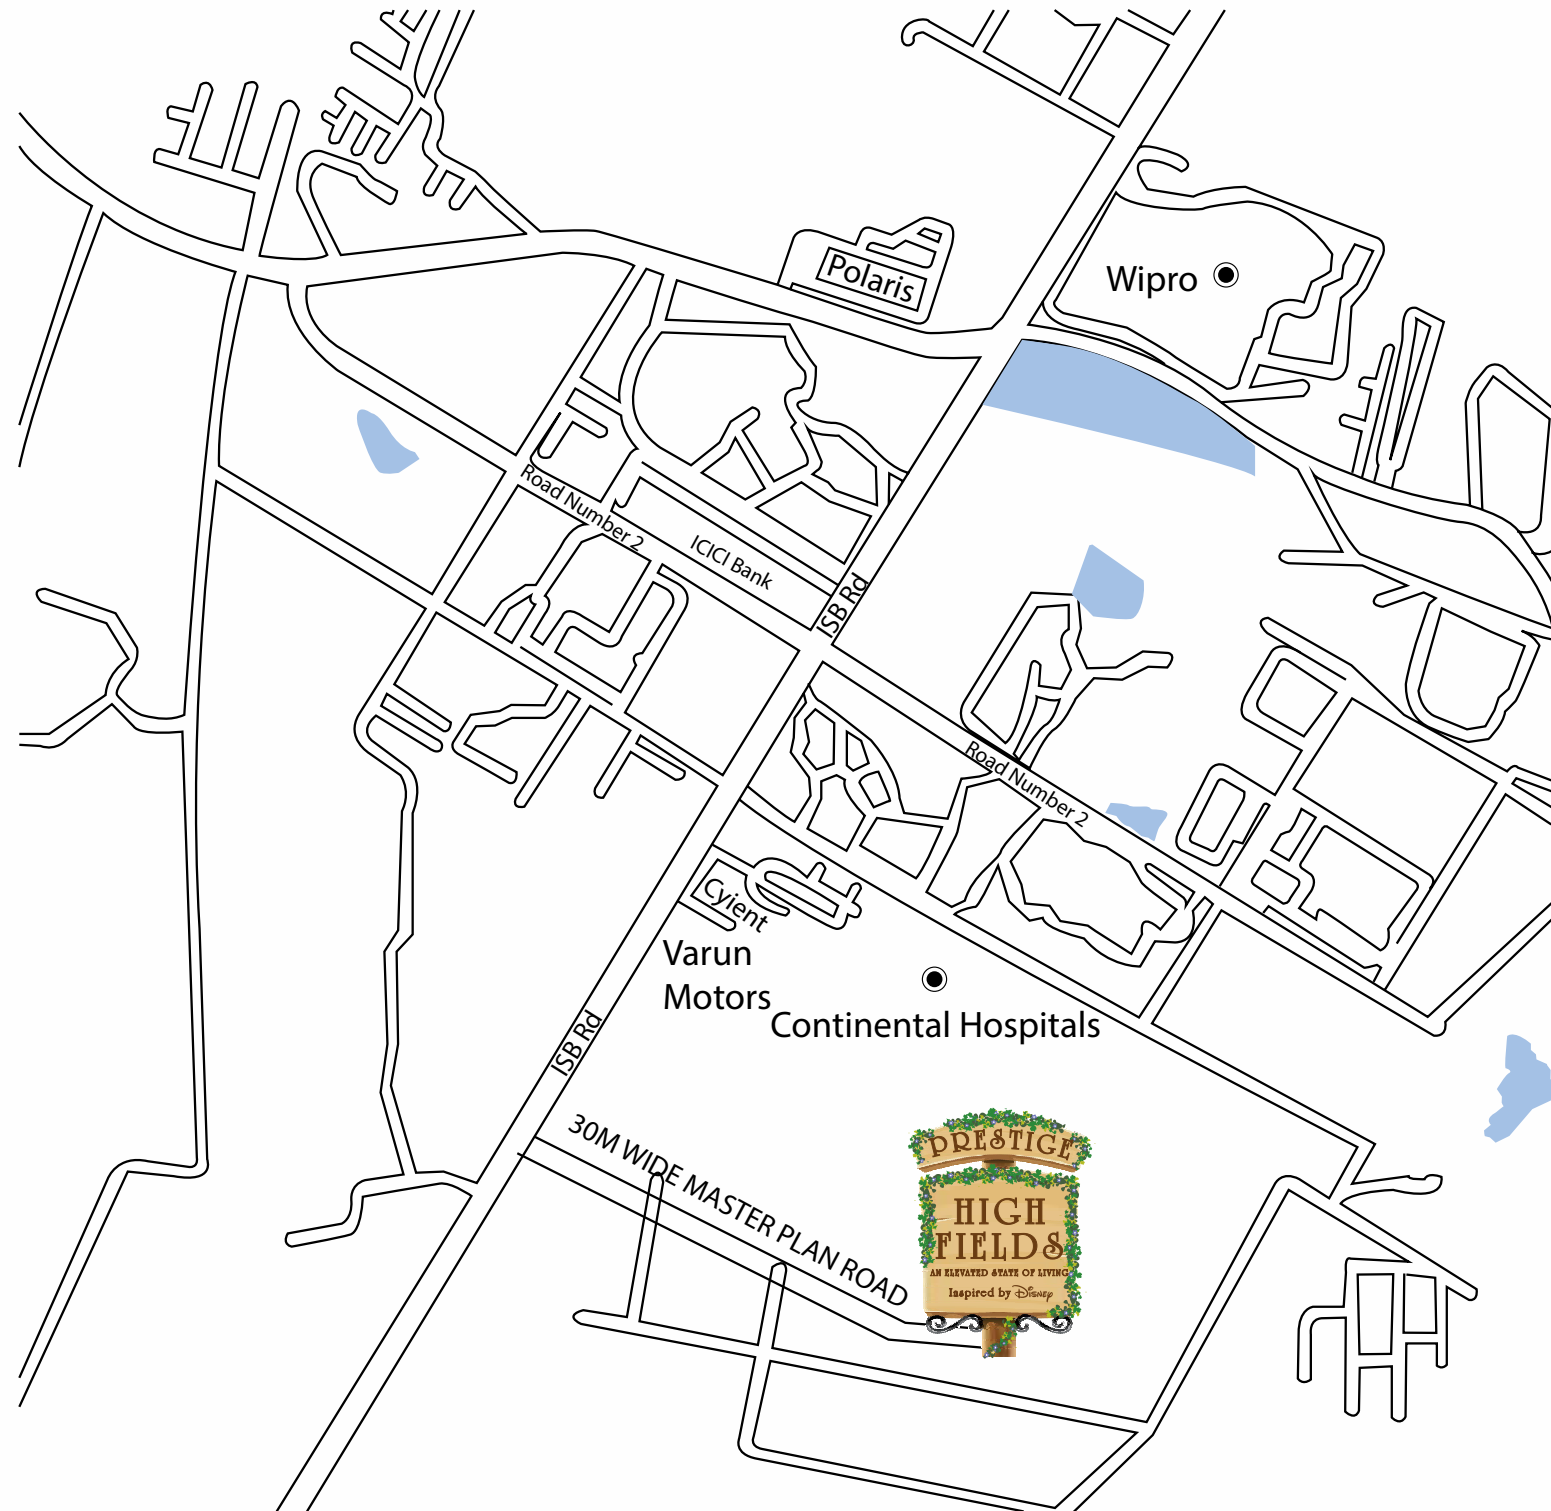 Polaris
Wipro
Road Number 2
ICICI Bank
ISB Rd
Road Number 2
Cyient
Varun
Motors
Continental Hospitals
ISB Rd
30M WIDE MASTER PLAN ROAD
PRESTIGE
HIGH
FIELDS
AN ELEVATED STATE OF LIVING
Inspired by Disney